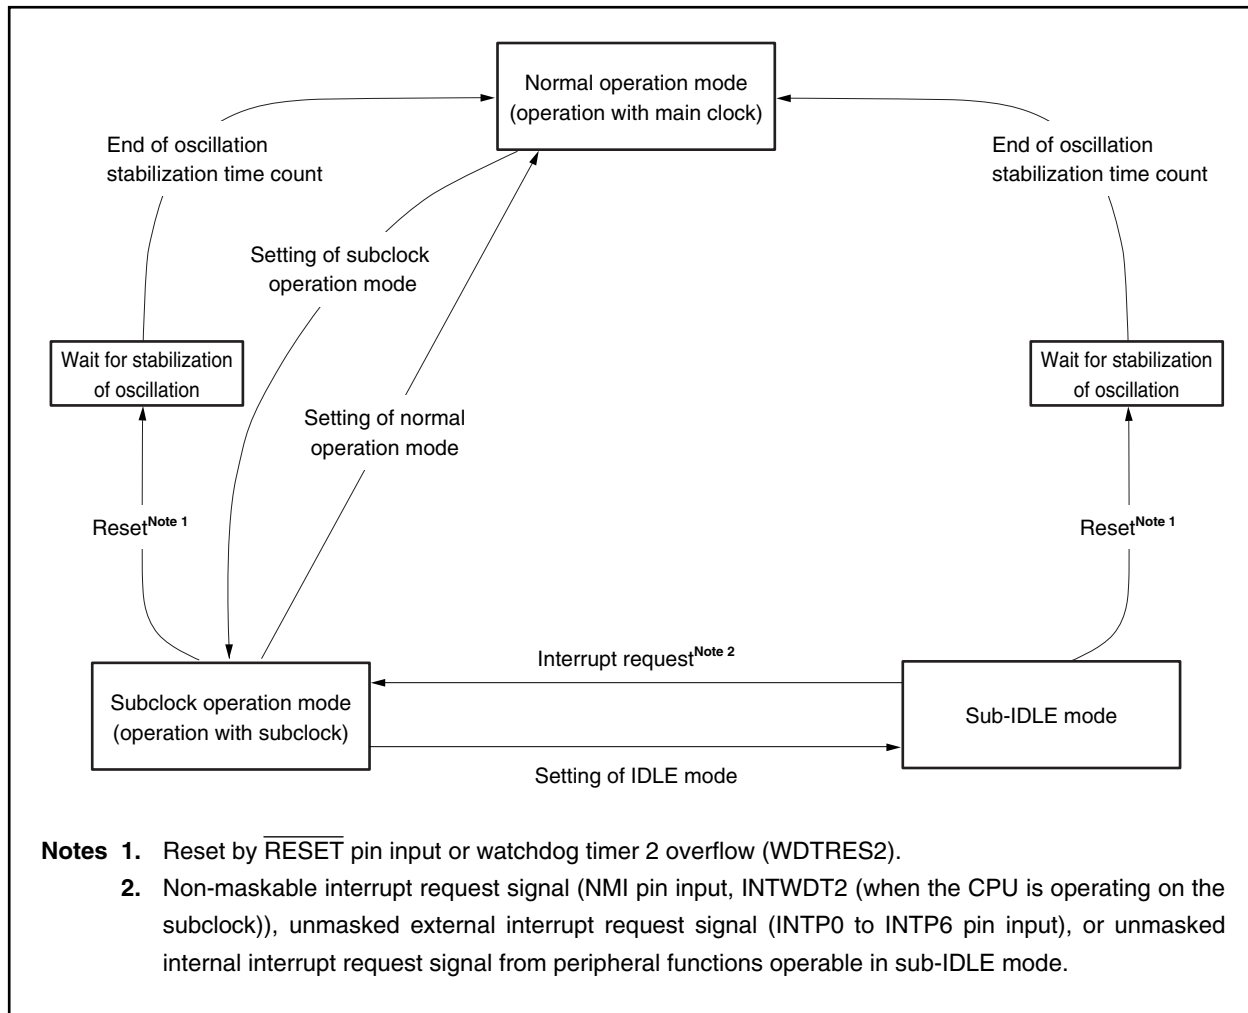 Normal operation mode
(operation with main clock)
End of oscillation
stabilization time count
End of oscillation
stabilization time count
Setting of subclock
operation mode
Wait for stabilization
of oscillation
Wait for stabilization
of oscillation
Setting of normal
operation mode
Reset Note 1
Reset Note 1
Interrupt request Note 2
Subclock operation mode
(operation with subclock)
Sub-IDLE mode
Setting of IDLE mode
Notes 1. Reset by RESET pin input or watchdog timer 2 overflow (WDTRES2).
2. Non-maskable interrupt request signal (NMI pin input, INTWDT2 (when the CPU is operating on the
subclock)), unmasked external interrupt request signal (INTP0 to INTP6 pin input), or unmasked
internal interrupt request signal from peripheral functions operable in sub-IDLE mode.